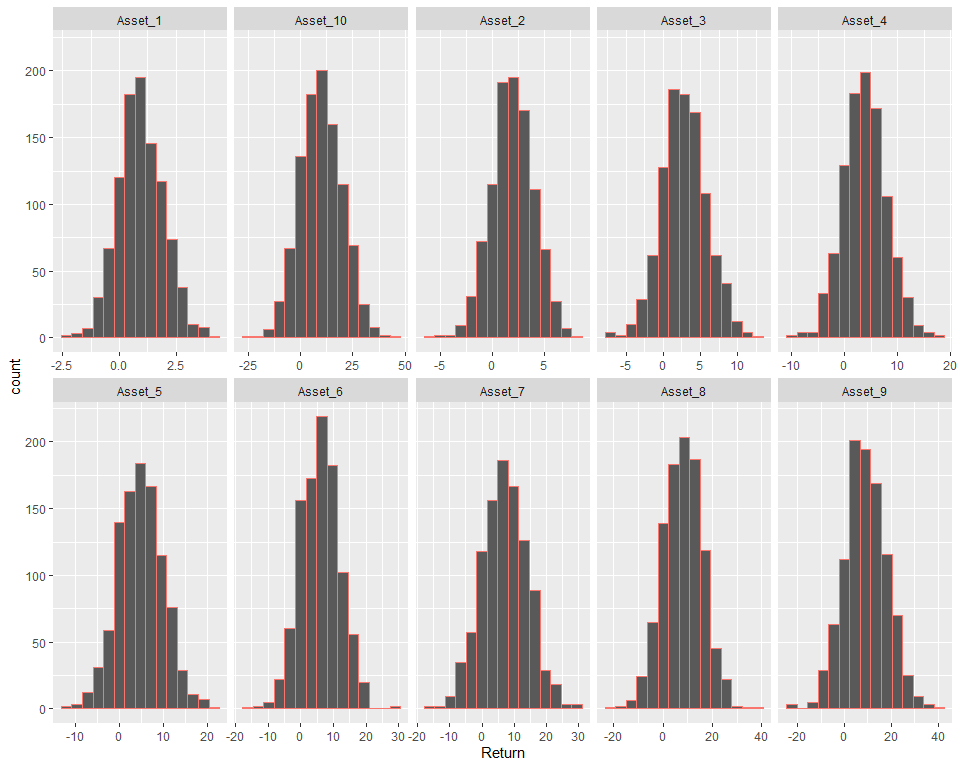 Asset_1 Asset_10 Asset_2 Asset_3 Asset_4
200
150
100
50
0
-2.5 0.0 2.5 -25 0 25 50 -5 0 5 -5 0 5 10 -10 0 10 20
count
Asset_5 Asset_6 Asset_7 Asset_8 Asset_9
200
150
100
50
0
-10 0 10 20 -20 -10 0 10 20 30 -20 -10 0 10 20 30 -20 0 20 40 -20 0 20 40
Return